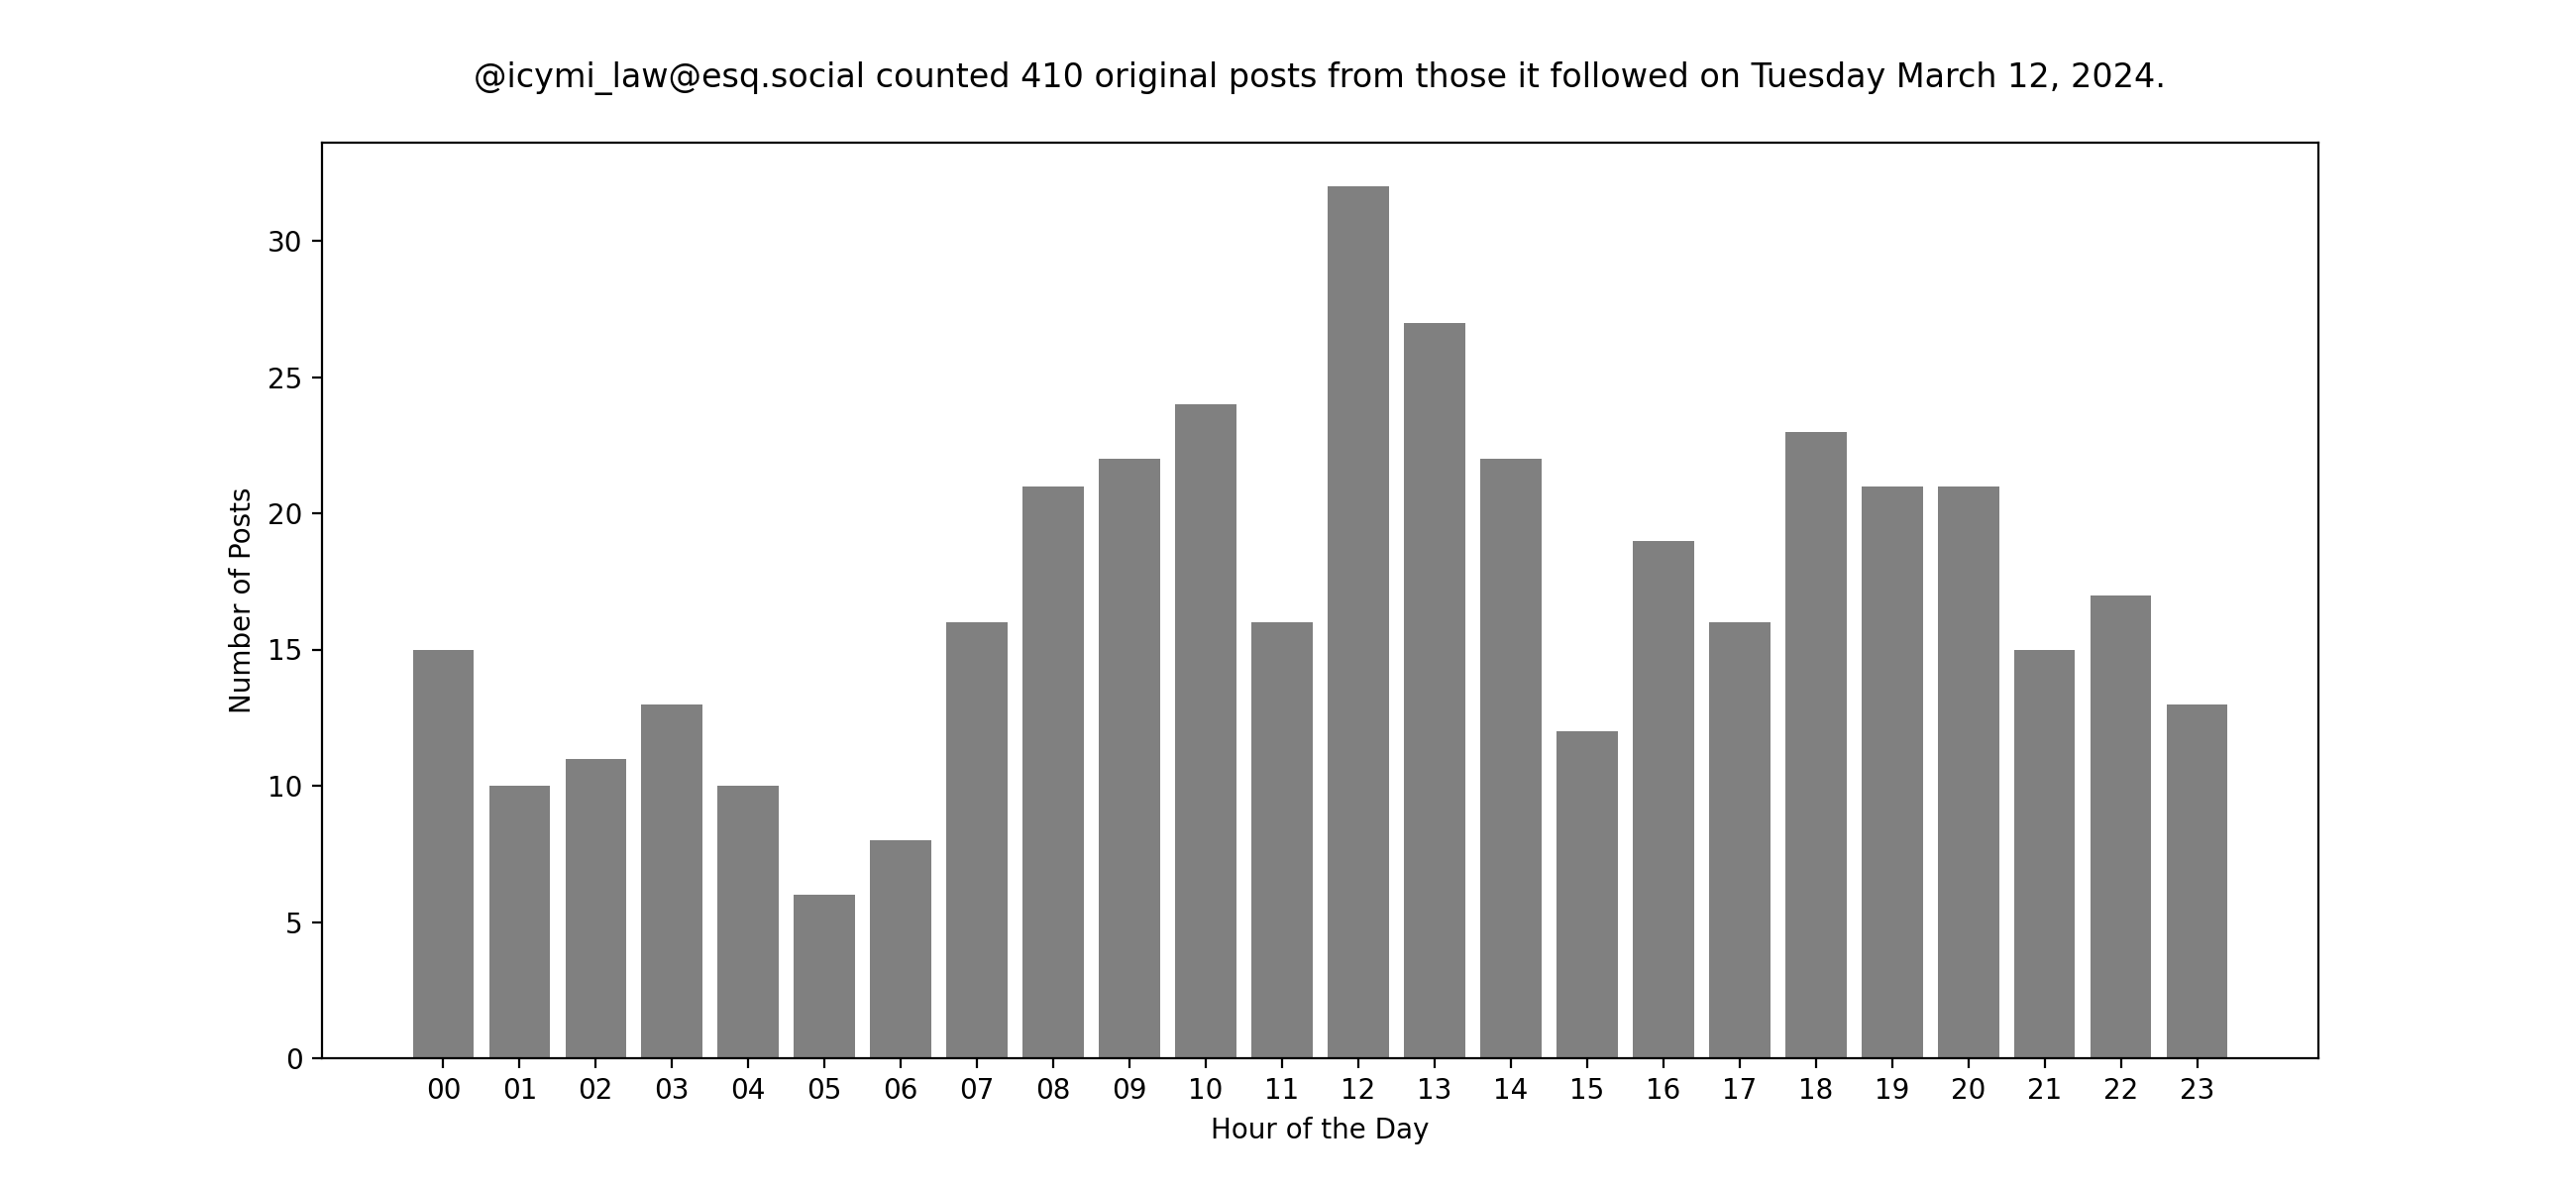 @icymi_law@esq.social counted 410 original posts from those it followed on Tuesday March 12, 2024.
Number of Posts
30
25
20
15
10
5
0
00 01 02 03 04 05 06 07 08 09 10 11 12 13 14 15 16 17 18 19 20 21 22 23
Hour of the Day